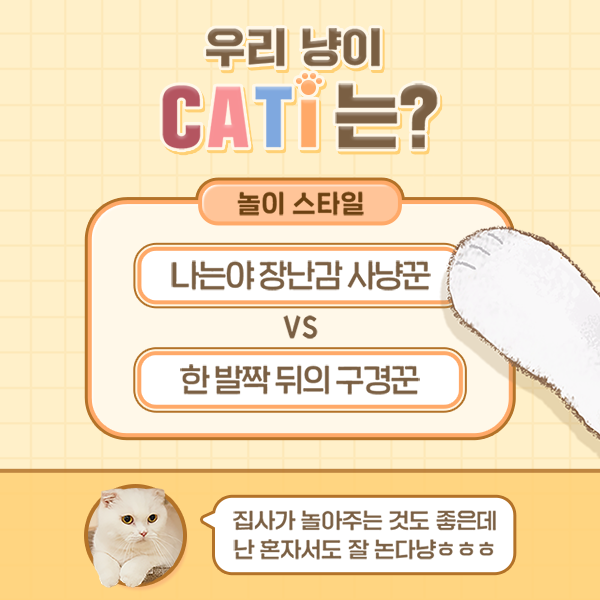 우리 냥이
CATi 는?
놀이 스타일
나는야 장난감 사냥꾼
VS
한 발짝 뒤의 구경꾼
집사가 놀아주는 것도 좋은데
난 혼자서도 잘 논다냥ㅎㅎㅎ